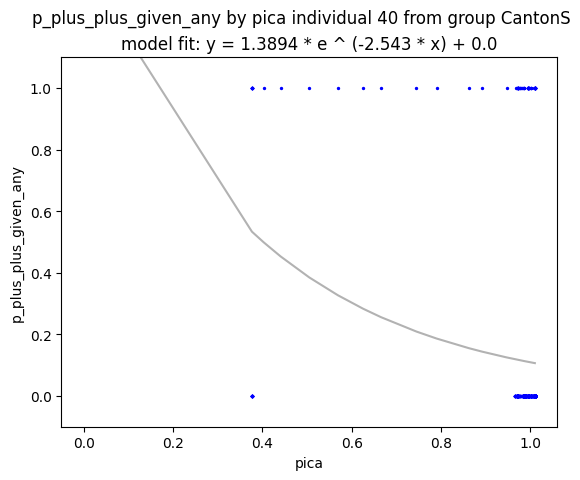 p_plus_plus_given_any by pica individual 40 from group CantonS
model fit: y = 1.3894 * e ^ (-2.543 * x) + 0.0
p_plus_plus_given_any
1.0
0.8
0.6
0.4
0.2
0.0
0.0 0.2 0.4 0.6 0.8 1.0
pica